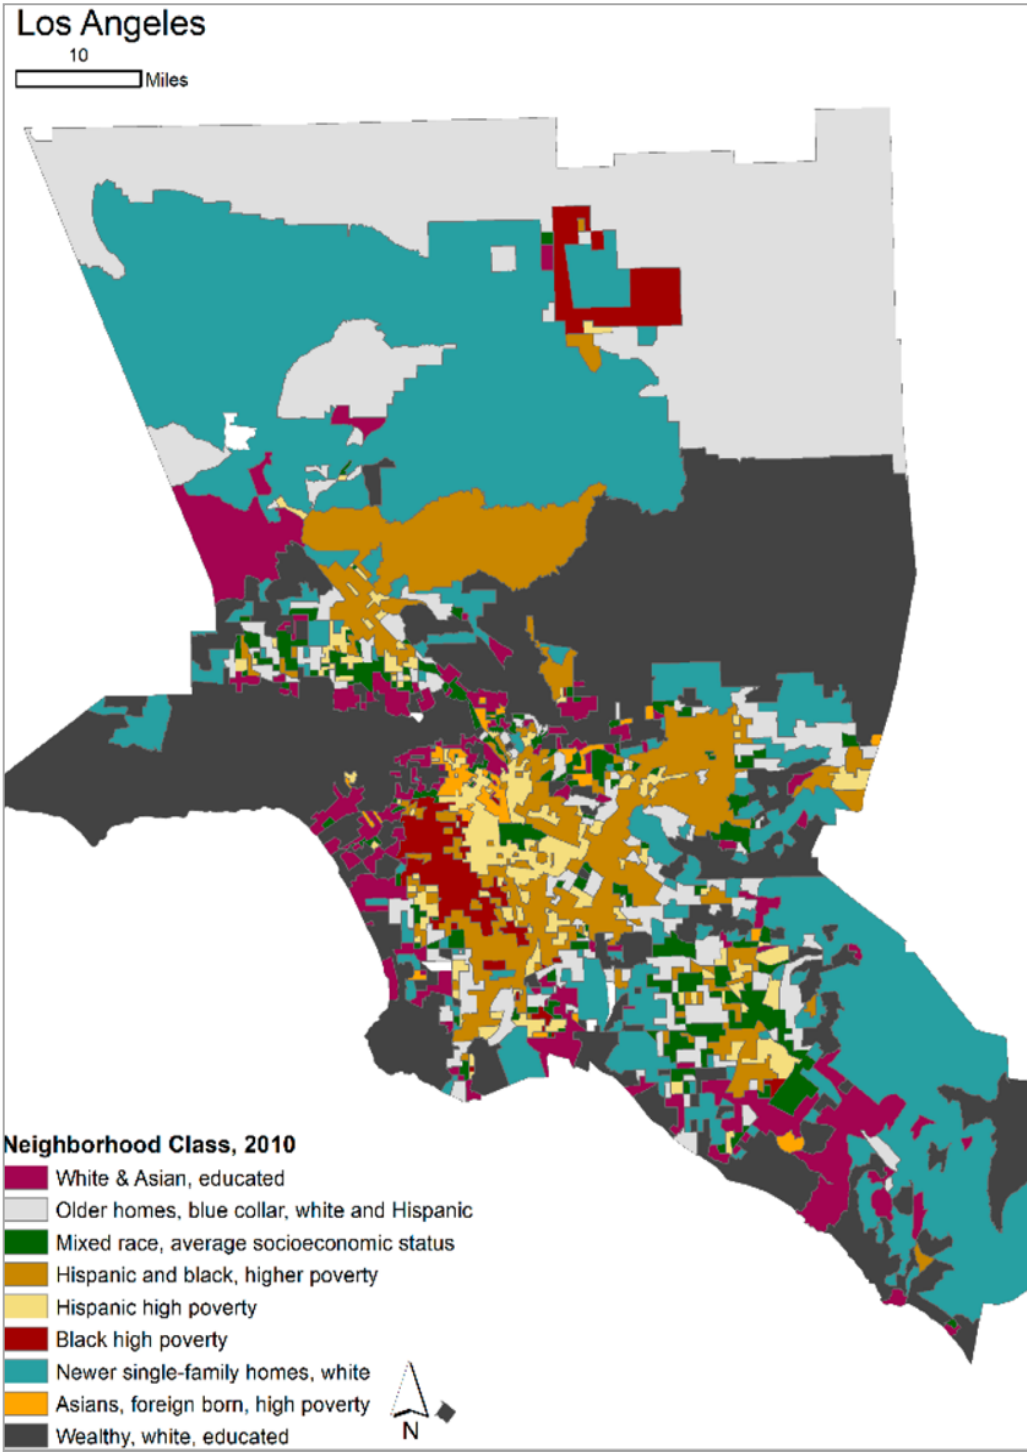 Los Angeles
10
Miles
Neighborhood Class, 2010
White & Asian, educated
Older homes, blue collar, white and Hispanic
Mixed race, average socioeconomic status
Hispanic and black, higher poverty
Hispanic high poverty
Black high poverty
Newer single-family homes, white
Asians, foreign born, high poverty
Wealthy, white, educated
N